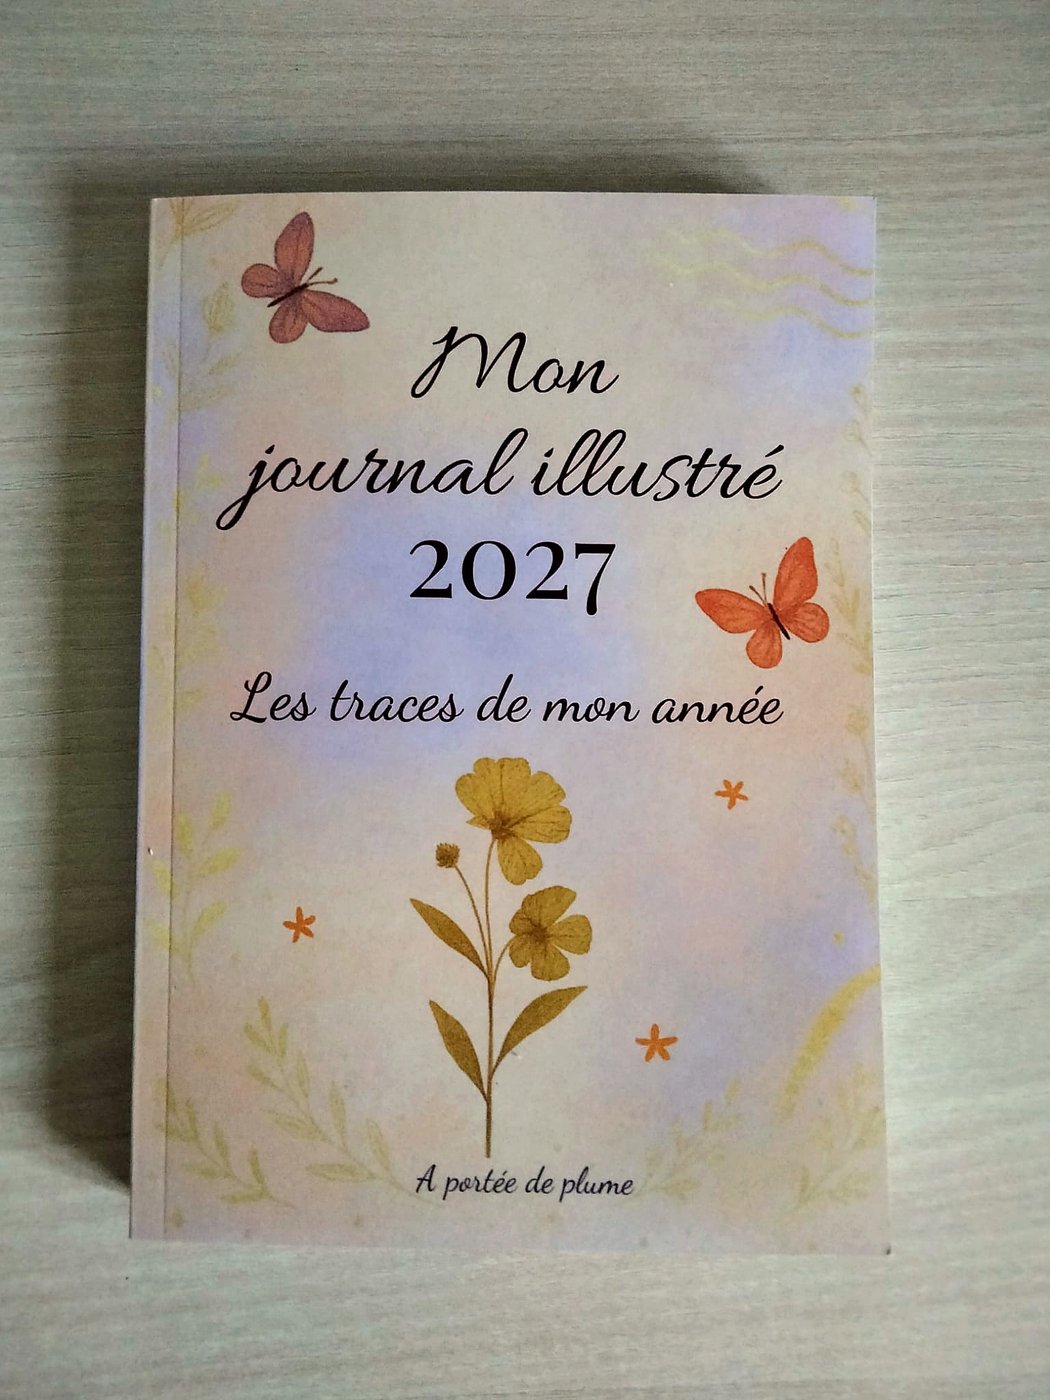 Mon
journal illustré
2027
Les traces de mon année
A portée de plume